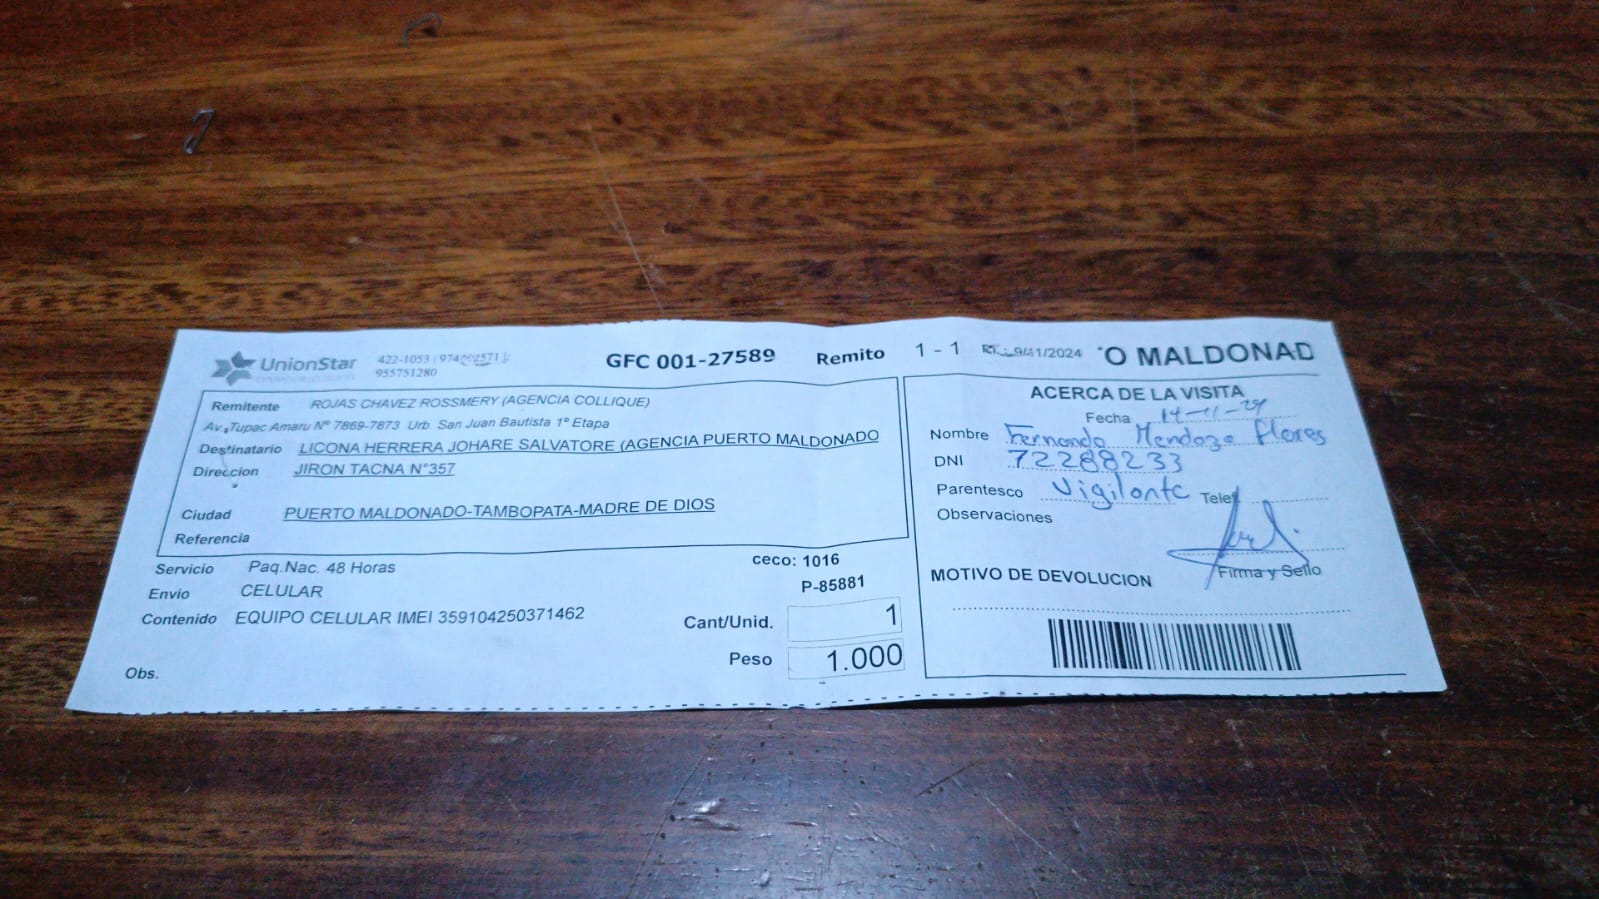 UnionStar
422-1053 |
955751280
GFC 001-27589
Remito 1 - 1
/2024
'O MALDONAD
Remitente ROJAS CHAVEZ ROSSMERY (AGENCIA COLLIQUE)
Av. Tupac Amaru Nº 7869-7873 Urb. San Juan Bautista 1º Etapa
Destinatario LICONA HERRERA JOHARE SALVATORE (AGENCIA PUERTO MALDONADO
Direccion JIRON TACNA N°357
Ciudad PUERTO MALDONADO-TAMBOPATA-MADRE DE DIOS
Referencia
Servicio Paq.Nac. 48 Horas
Envio CELULAR
Contenido EQUIPO CELULAR IMEI 359104250371462
Obs.
ceco: 1016
P-85881
Cant/Unid. 1
Peso 1.000
ACERCA DE LA VISITA
Fecha 14-11-24
Nombre Fernando Mendoza Flores
DNI 72288233
Parentesco Vigilante Telef.
Observaciones
Firma y Sello
MOTIVO DE DEVOLUCION